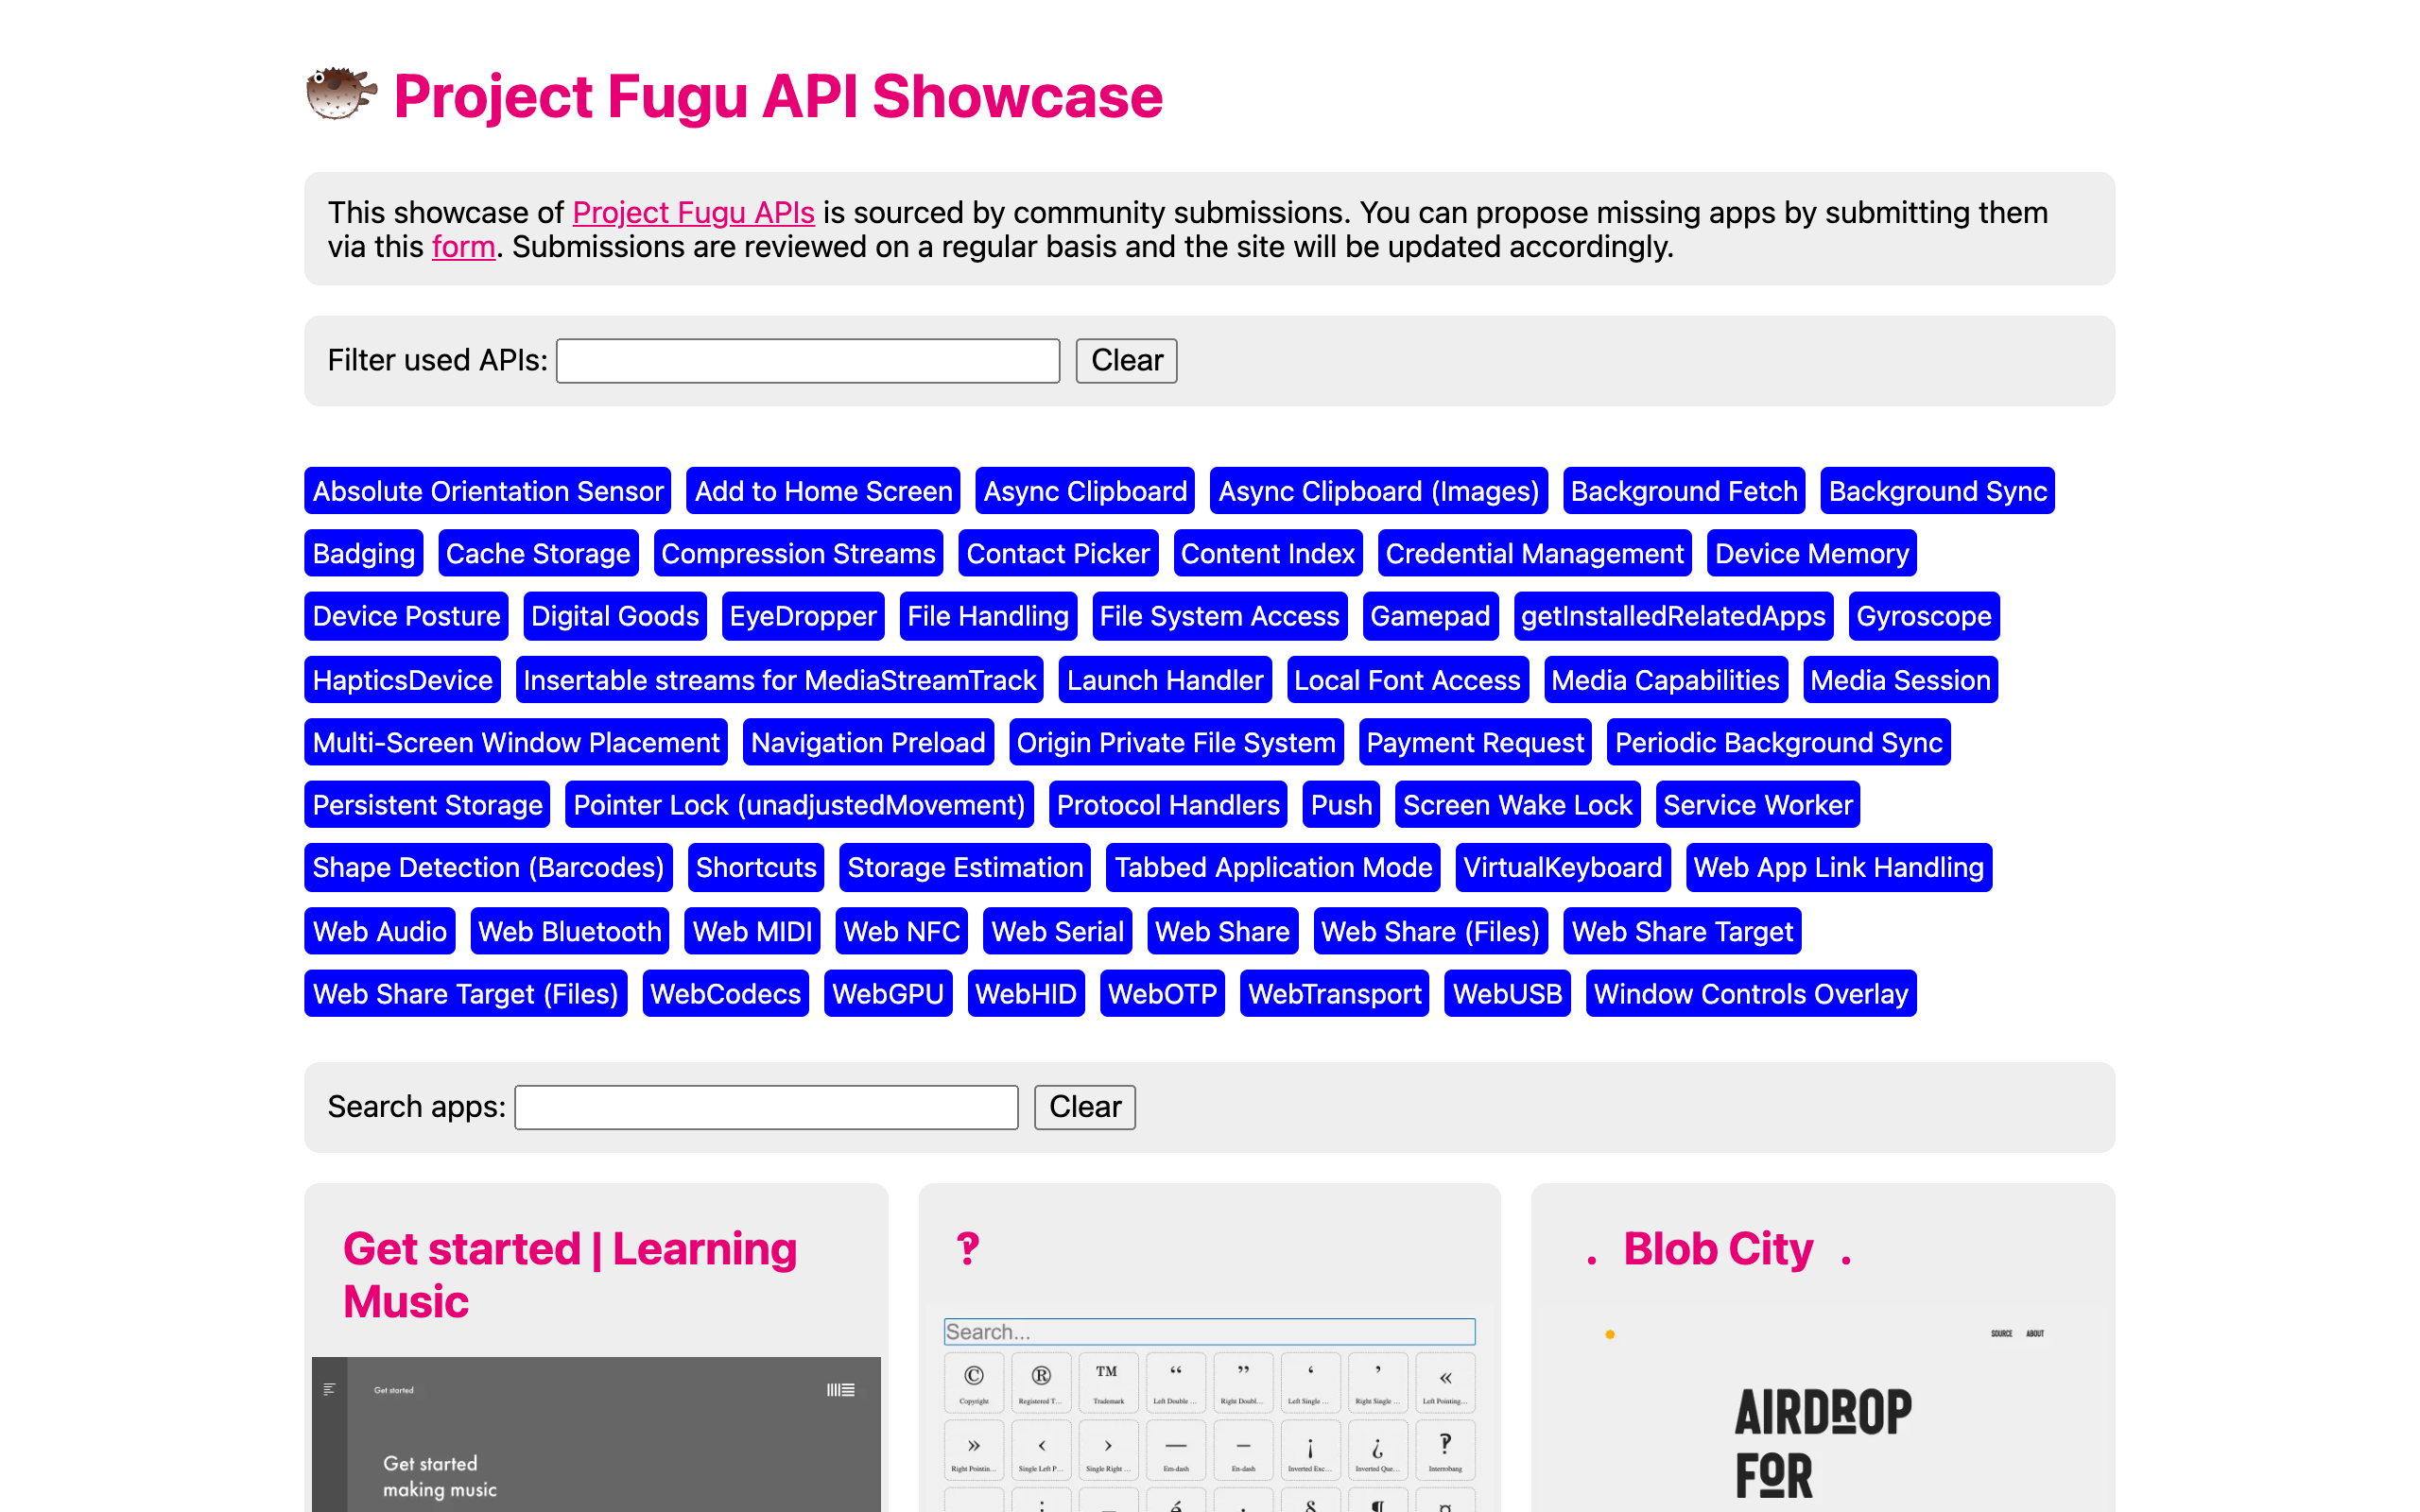 Project Fugu API Showcase
This showcase of Project Fugu APIs is sourced by community submissions. You can propose missing apps by submitting them
via this form. Submissions are reviewed on a regular basis and the site will be updated accordingly.
Filter used APIs: Clear
Absolute Orientation Sensor Add to Home Screen Async Clipboard Async Clipboard (Images) Background Fetch Background Sync
Badging Cache Storage Compression Streams Contact Picker Content Index Credential Management Device Memory
Device Posture Digital Goods EyeDropper File Handling File System Access Gamepad getInstalledRelatedApps Gyroscope
HapticsDevice Insertable streams for MediaStreamTrack Launch Handler Local Font Access Media Capabilities Media Session
Multi-Screen Window Placement Navigation Preload Origin Private File System Payment Request Periodic Background Sync
Persistent Storage Pointer Lock (unadjustedMovement) Protocol Handlers Push Screen Wake Lock Service Worker
Shape Detection (Barcodes) Shortcuts Storage Estimation Tabbed Application Mode VirtualKeyboard Web App Link Handling
Web Audio Web Bluetooth Web MIDI Web NFC Web Serial Web Share Web Share (Files) Web Share Target
Web Share Target (Files) WebCodecs WebGPU WebHID WebOTP WebTransport WebUSB Window Controls Overlay
Search apps: Clear
Get started | Learning
Music
Get started
Get started
making music
‽
Search...
© ® ™ “ ” ‘ ’ «
Copyright Registered T... Trademark Left Double ... Right Doubl... Left Single ... Right Single ... Left Pointing...
» ‹ › — – ¡ ¿ ‽
Right Pointin... Single Left P... Single Right ... Em-dash En-dash Inverted Exc... Inverted Que... Interrobang
. Blob City .
SOURCE ABOUT
AIRDROP
FOR